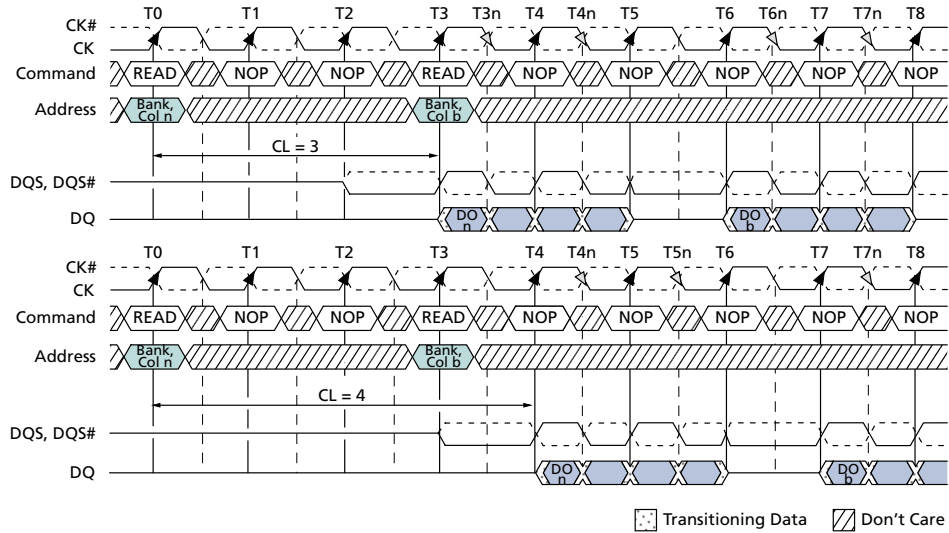 T0 T1 T2 T3 T3n T4 T4n T5 T6 T6n T7 T7n T8
CK#
CK
Command READ NOP NOP READ NOP NOP NOP NOP NOP
Address Bank, Col n Bank, Col b
CL = 3
DQS, DQS#
DQ DO n DO b
T0 T1 T2 T3 T4 T4n T5 T5n T6 T7 T7n T8
CK#
CK
Command READ NOP NOP READ NOP NOP NOP NOP NOP
Address Bank, Col n Bank, Col b
CL = 4
DQS, DQS#
DQ DO n DO b
Transitioning Data Don't Care